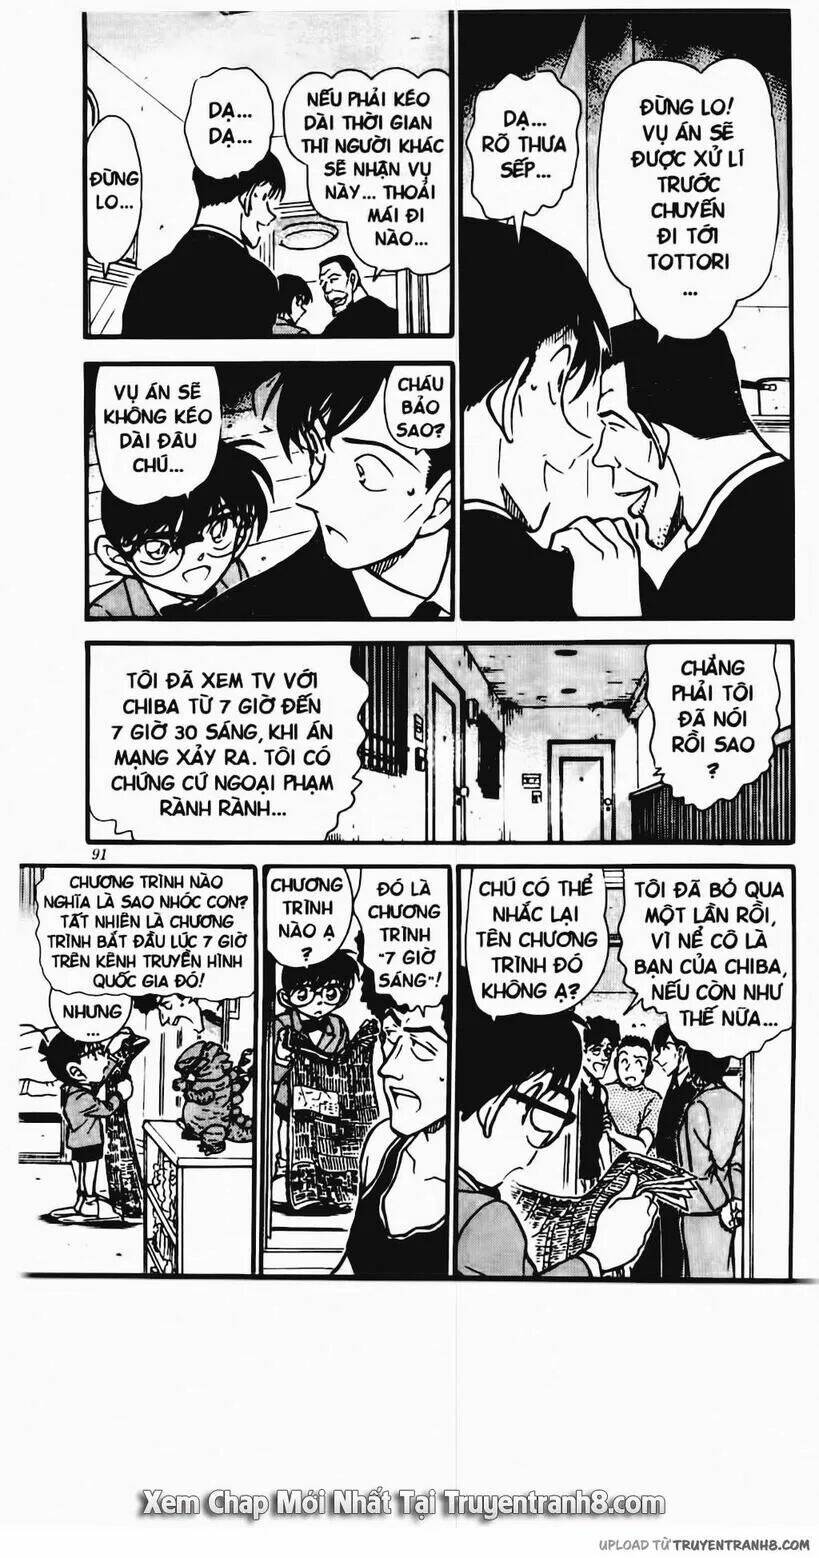 ĐỪNG LO!
VỤ ÁN SẼ
ĐƯỢC XỬ LÍ
TRƯỚC
CHUYẾN
ĐI TỚI
TOTTORI
...
DẠ...
RÕ THƯA
SẾP...
NẾU PHẢI KÉO
DÀI THỜI GIAN
THÌ NGƯỜI KHÁC
SẼ NHẬN VỤ
NÀY... THOẢI
MÁI ĐI
NÀO...
DẠ...
DẠ...
ĐỪNG
LO...
CHÁU
BẢO
SAO?
VỤ ÁN SẼ
KHÔNG KÉO
DÀI ĐÂU
CHÚ...
CHẲNG
PHẢI TÔI
ĐÃ NÓI
RỒI SAO
?
TÔI ĐÃ XEM TV VỚI
CHIBA TỪ 7 GIỜ ĐẾN
7 GIỜ 30 SÁNG, KHI ÁN
MẠNG XẢY RA. TÔI CÓ
CHỨNG CỨ NGOẠI PHẠM
RÀNH RÀNH...
91
TÔI ĐÃ BỎ QUA
MỘT LẦN RỒI,
VÌ NỂ CÔ LÀ
BẠN CỦA CHIBA,
NẾU CÒN NHƯ
THẾ NỮA...
CHÚ CÓ THỂ
NHẮC LẠI
TÊN CHƯƠNG
TRÌNH ĐÓ
KHÔNG Ạ?
ĐÓ LÀ
CHƯƠNG
TRÌNH
"7 GIỜ
SÁNG"!
CHƯƠNG
TRÌNH
NÀO Ạ
?
CHƯƠNG TRÌNH NÀO
NGHĨA LÀ SAO NHÓC CON?
TẤT NHIÊN LÀ CHƯƠNG
TRÌNH BẮT ĐẦU LÚC 7 GIỜ
TRÊN KÊNH TRUYỀN HÌNH
QUỐC GIA ĐÓ!
NHƯNG
...
Xem Chap Mới Nhất Tại Truyentranh8.com
UPLOAD TỪ TRUYENTRANH8.COM